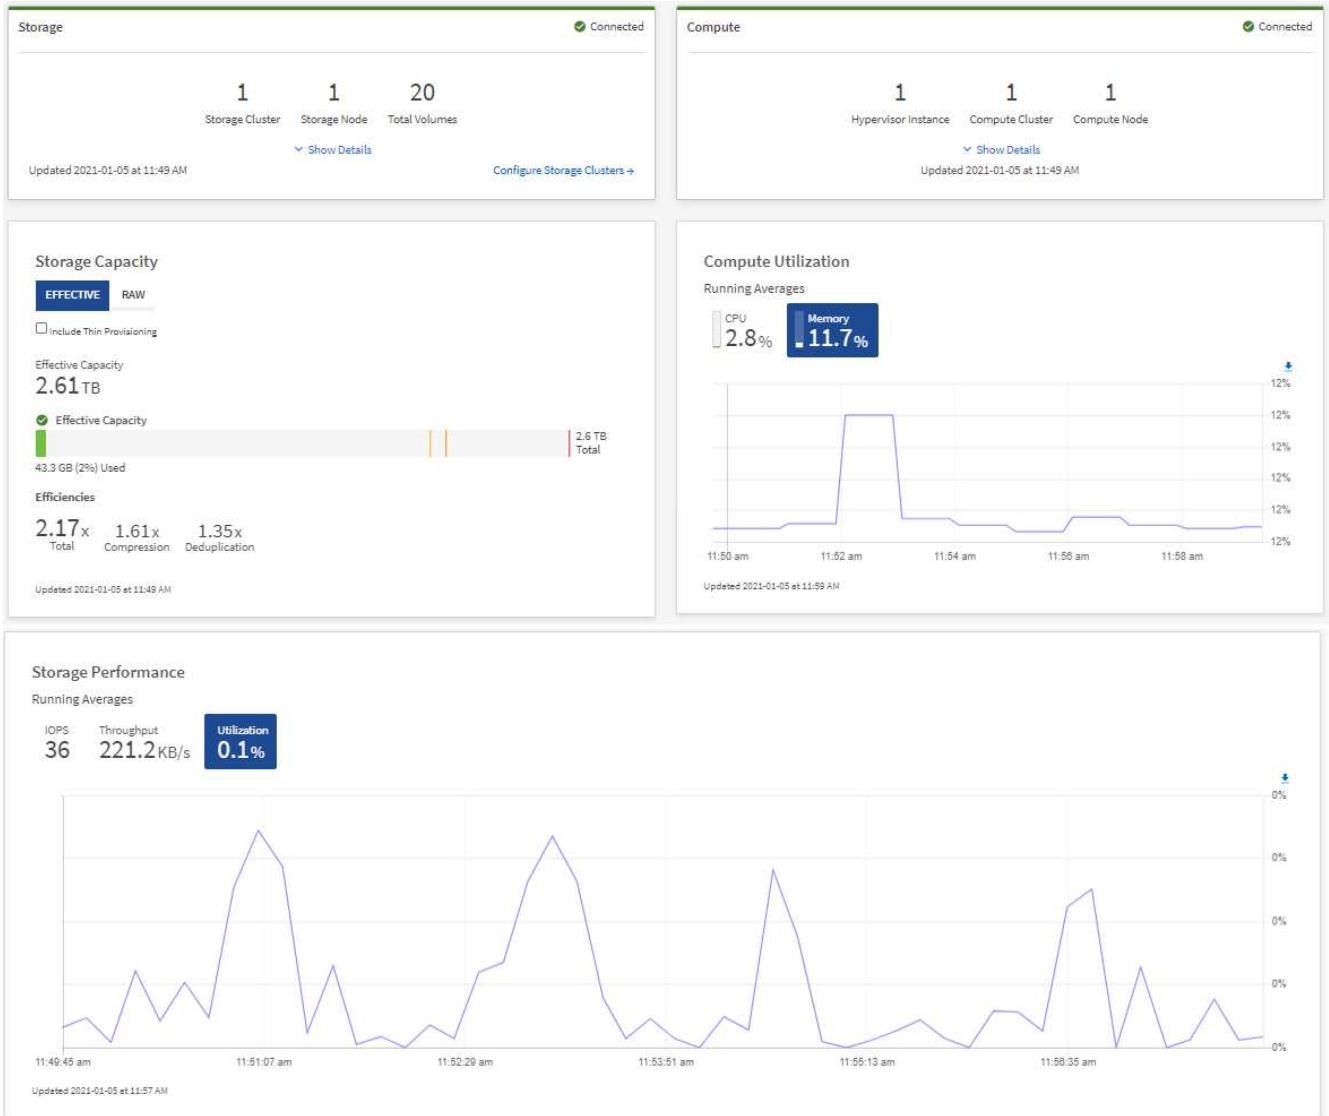 Storage
Connected
1 1 20
Storage Cluster Storage Node Total Volumes
Show Details
Updated 2021-01-05 at 11:49 AM
Configure Storage Clusters →
Compute
Connected
1 1 1
Hypervisor Instance Compute Cluster Compute Node
Show Details
Updated 2021-01-05 at 11:49 AM
Storage Capacity
EFFECTIVE RAW
Include Thin Provisioning
Effective Capacity
2.61 TB
Effective Capacity
2.6 TB
Total
43.3 GB (2%) Used
Efficiencies
2.17x 1.61x 1.35x
Total Compression Deduplication
Updated 2021-01-05 at 11:49 AM
Compute Utilization
Running Averages
CPU Memory
2.8% 11.7%
12%
12%
12%
12%
12%
12%
11:50 am 11:52 am 11:54 am 11:56 am 11:58 am
Updated 2021-01-05 at 11:59 AM
Storage Performance
Running Averages
IOPS Throughput Utilization
36 221.2 KB/s 0.1%
0%
0%
0%
0%
0%
11:49:45 am 11:51:07 am 11:52:29 am 11:53:51 am 11:55:13 am 11:56:35 am
Updated 2021-01-05 at 11:57 AM